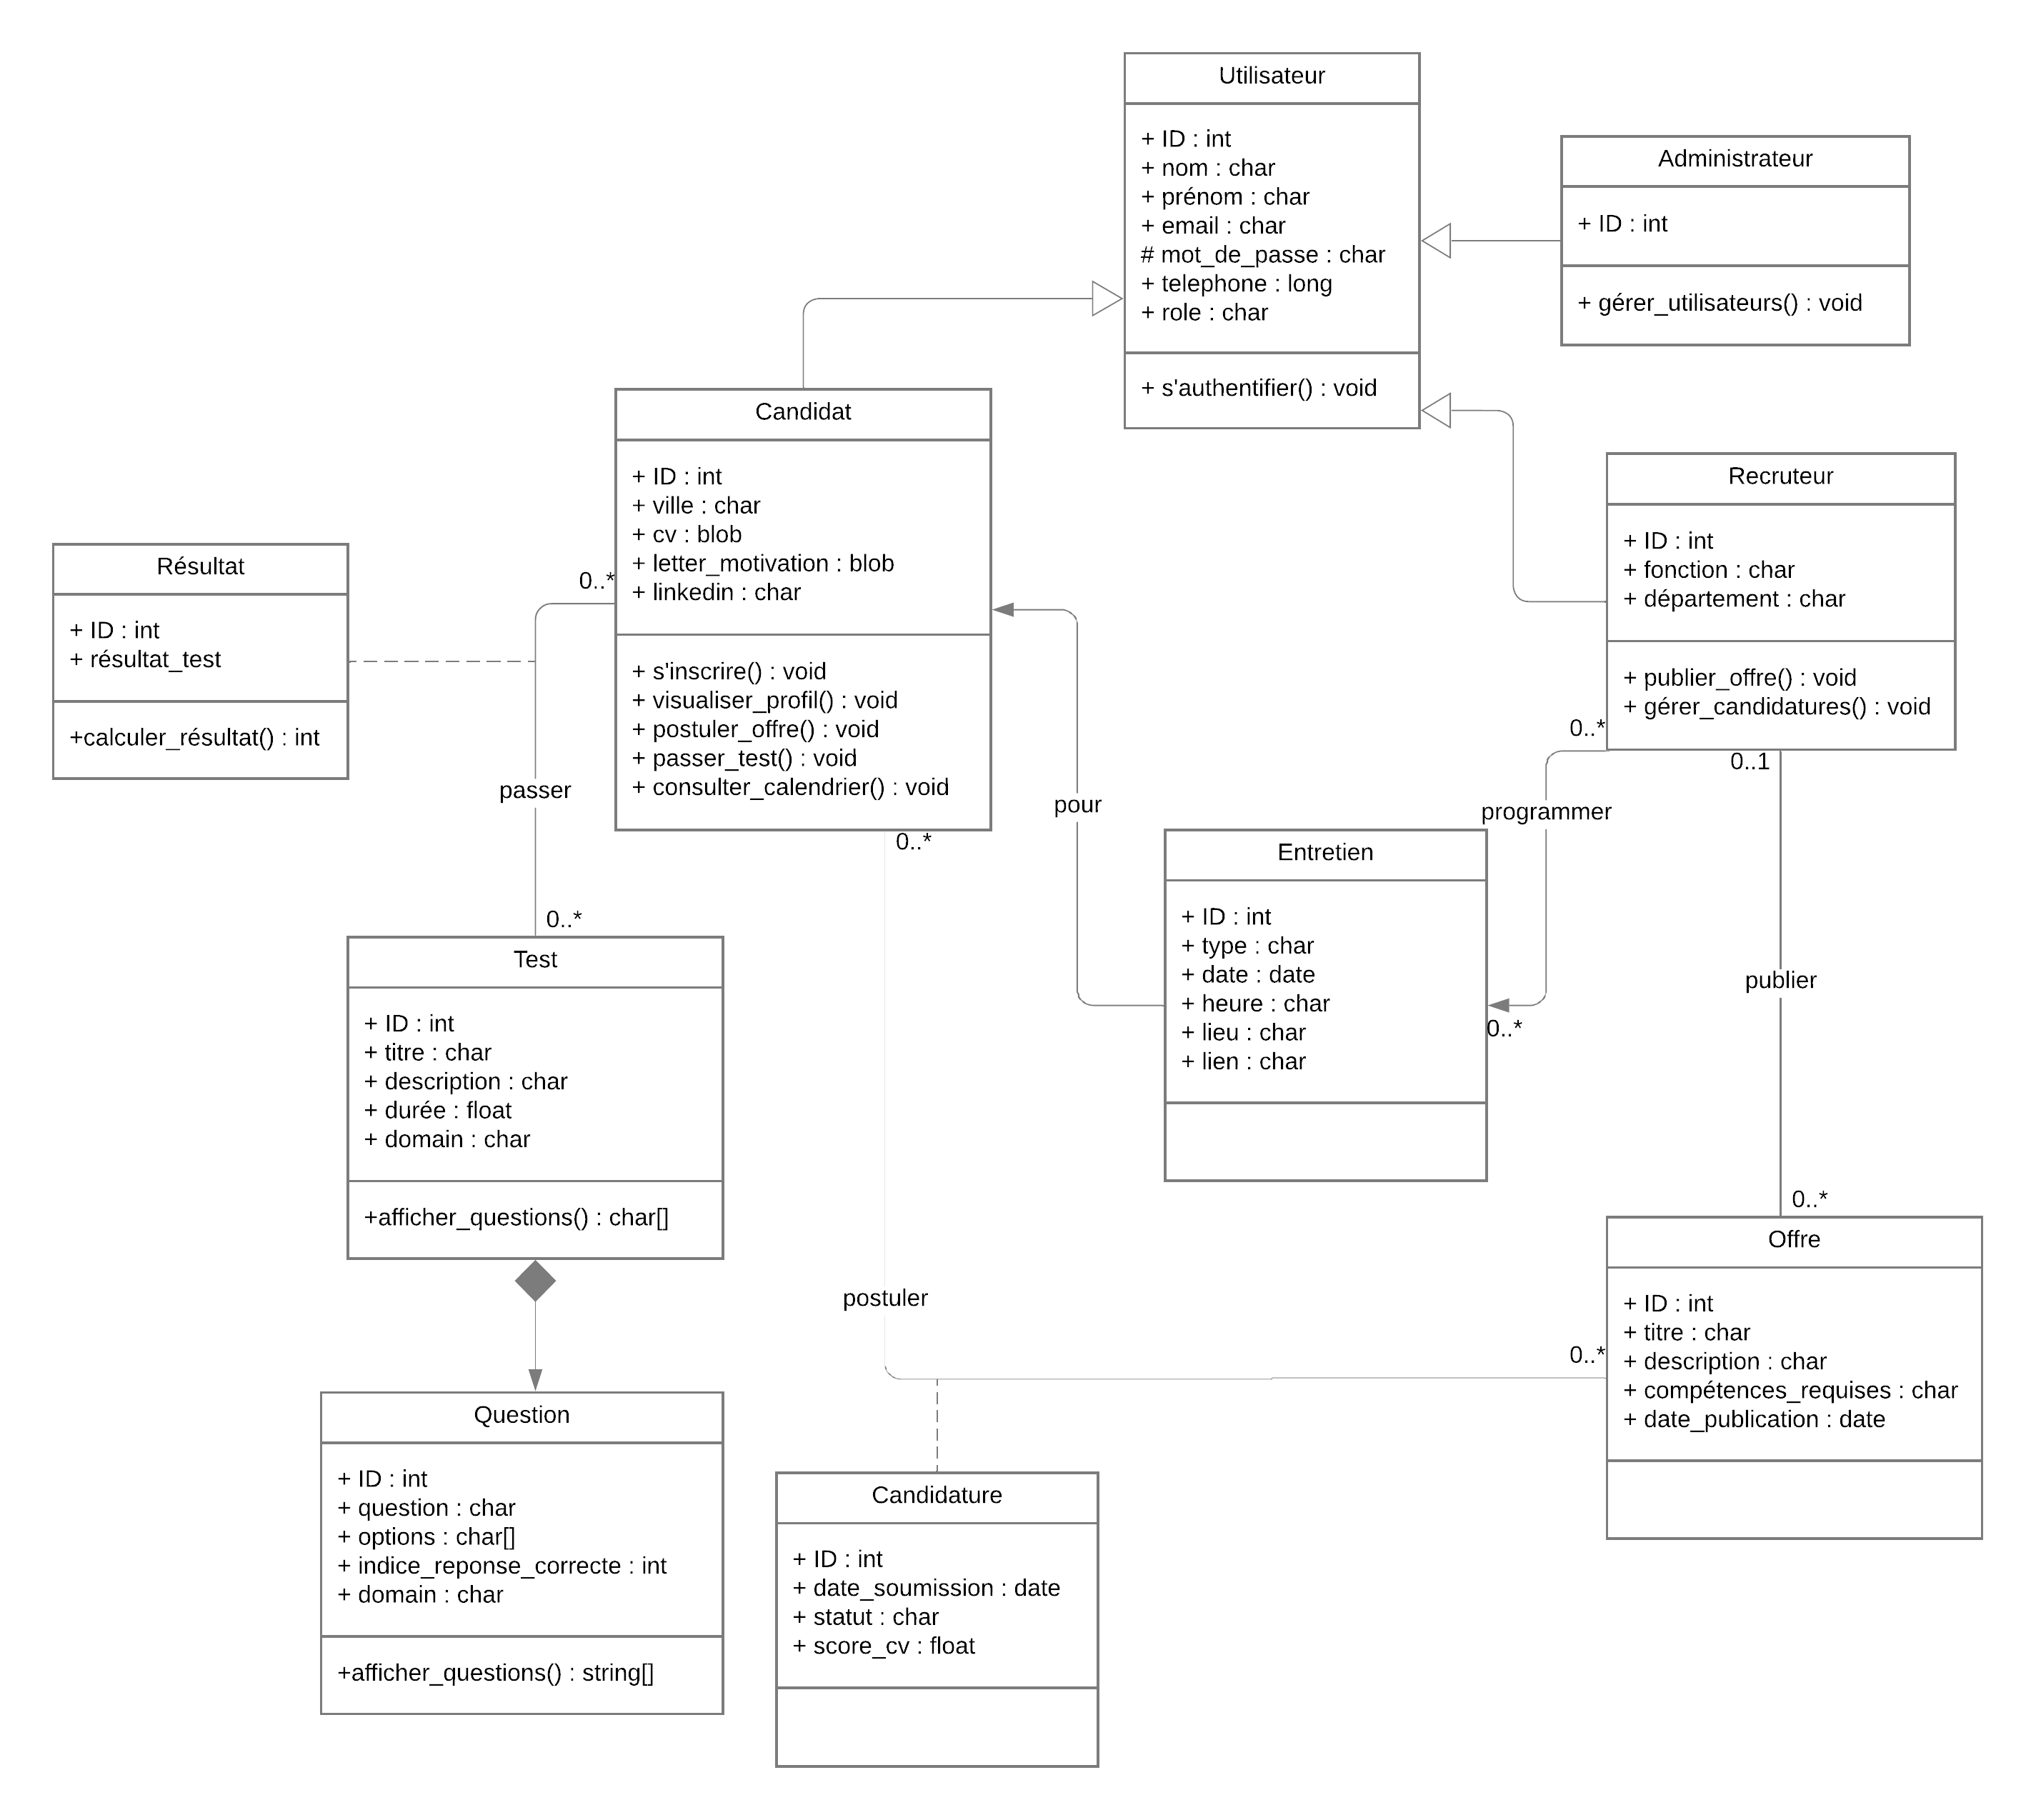 Utilisateur
+ ID : int
+ nom : char
+ prénom : char
+ email : char
# mot_de_passe : char
+ telephone : long
+ role : char
+ s'authentifier() : void
Administrateur
+ ID : int
+ gérer_utilisateurs() : void
Candidat
+ ID : int
+ ville : char
+ cv : blob
+ letter_motivation : blob
+ linkedin : char
+ s'inscrire() : void
+ visualiser_profil() : void
+ postuler_offre() : void
+ passer_test() : void
+ consulter_calendrier() : void
Recruteur
+ ID : int
+ fonction : char
+ département : char
+ publier_offre() : void
+ gérer_candidatures() : void
Résultat
+ ID : int
+ résultat_test
+calculer_résultat() : int
0..*
passer
0..*
0..*
pour
0..*
programmer
0..*
0..1
publier
0..*
Entretien
+ ID : int
+ type : char
+ date : date
+ heure : char
+ lieu : char
+ lien : char
Test
+ ID : int
+ titre : char
+ description : char
+ durée : float
+ domain : char
+afficher_questions() : char[]
postuler
0..*
Offre
+ ID : int
+ titre : char
+ description : char
+ compétences_requises : char
+ date_publication : date
Question
+ ID : int
+ question : char
+ options : char[]
+ indice_reponse_correcte : int
+ domain : char
+afficher_questions() : string[]
Candidature
+ ID : int
+ date_soumission : date
+ statut : char
+ score_cv : float